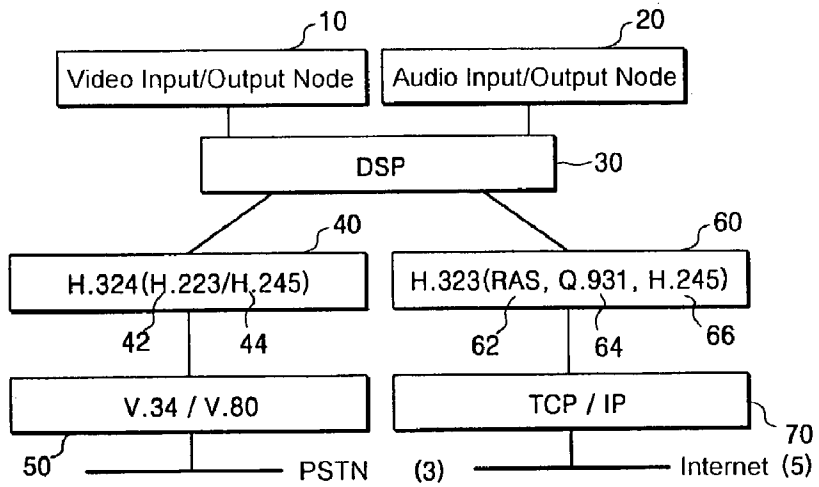 10
20
Video Input/Output Node
Audio Input/Output Node
DSP
30
40
60
H.324(H.223/H.245)
H.323(RAS, Q.931, H.245)
42
44
62
64
66
V.34 / V.80
TCP / IP
50
70
PSTN (3)
Internet (5)